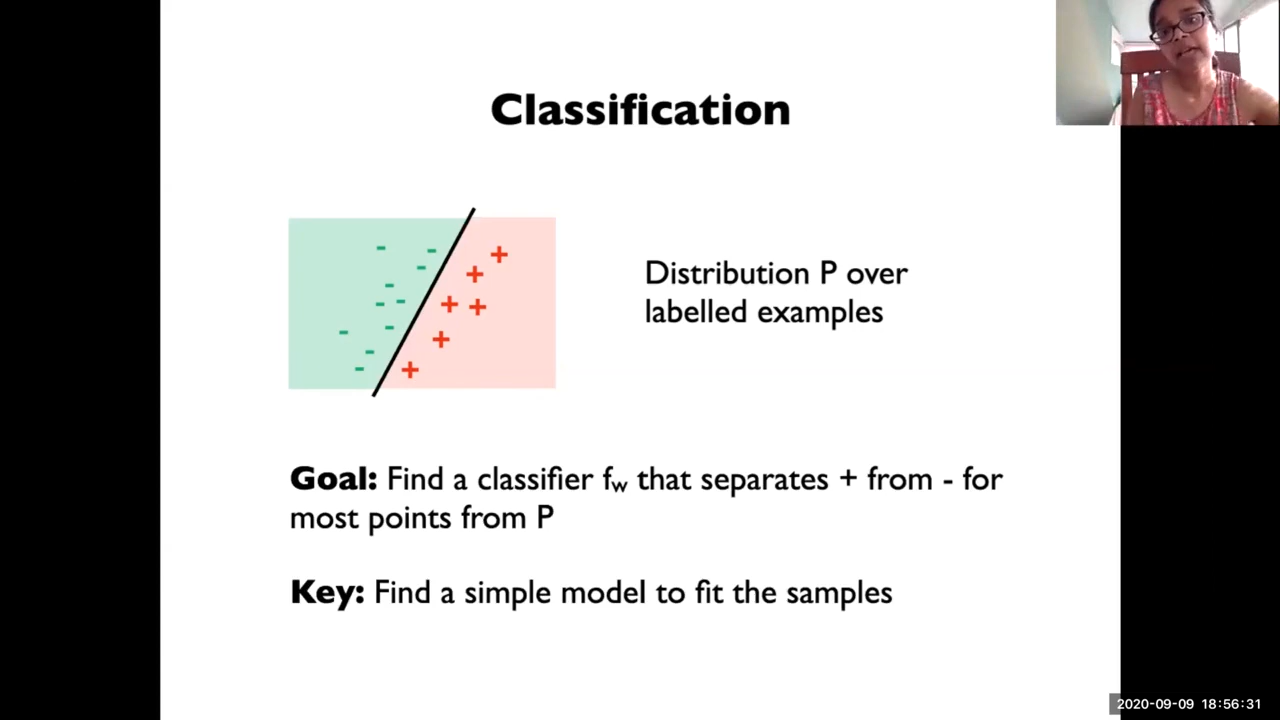 Classification
Distribution P over
labelled examples
Goal: Find a classifier fw that separates + from - for
most points from P
Key: Find a simple model to fit the samples
2020-09-09 18:56:31